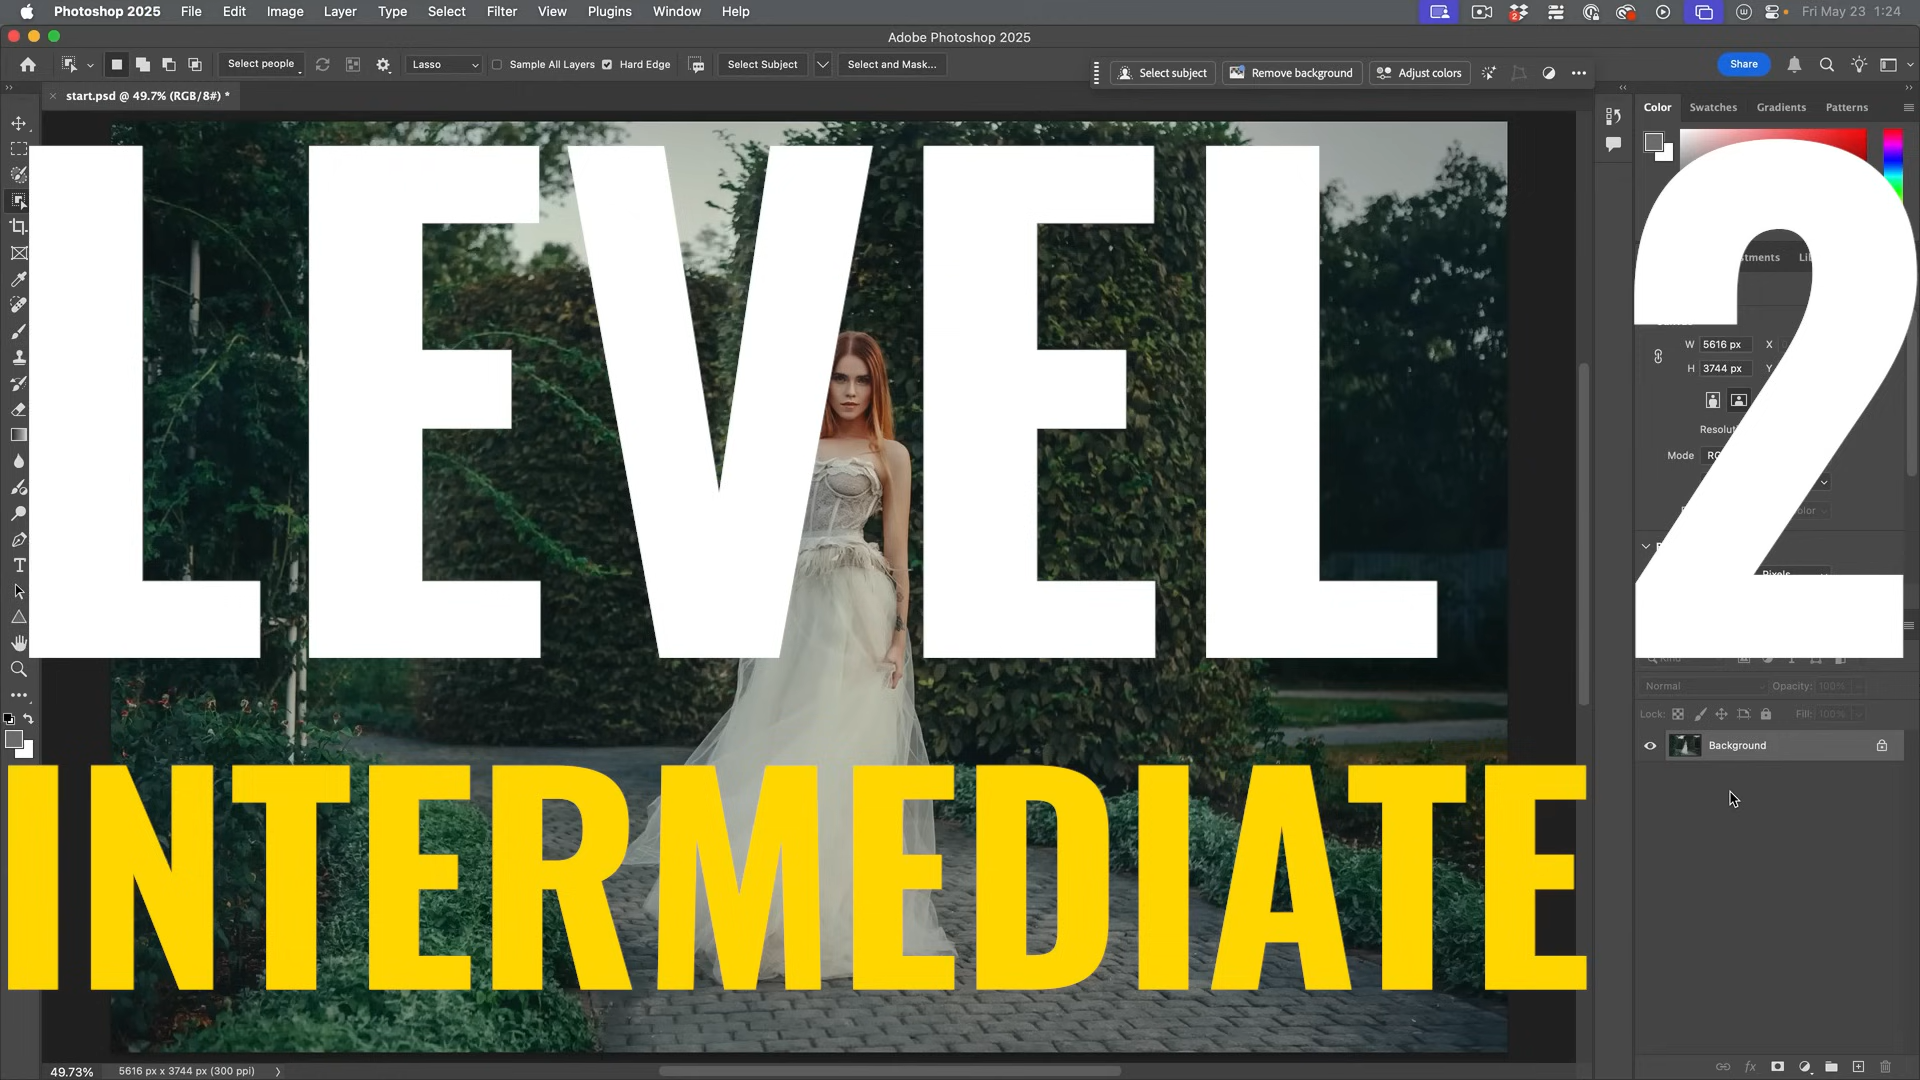 Photoshop 2025 File Edit Image Layer Type Select Filter View Plugins Window Help
Fri May 23 1:24
Adobe Photoshop 2025
Select people
Lasso
Sample All Layers
Hard Edge
Select Subject
Select and Mask...
Select subject
Remove background
Adjust colors
Share
start.psd @ 49.7% (RGB/8#) *
Color Swatches Gradients Patterns
LEVEL 2
W 5616 px X
H 3744 px Y
Mode
Pixels
Normal
Opacity: 100%
Lock:
Fill: 100%
Background
INTERMEDIATE
49.73% 5616 px x 3744 px (300 ppi)